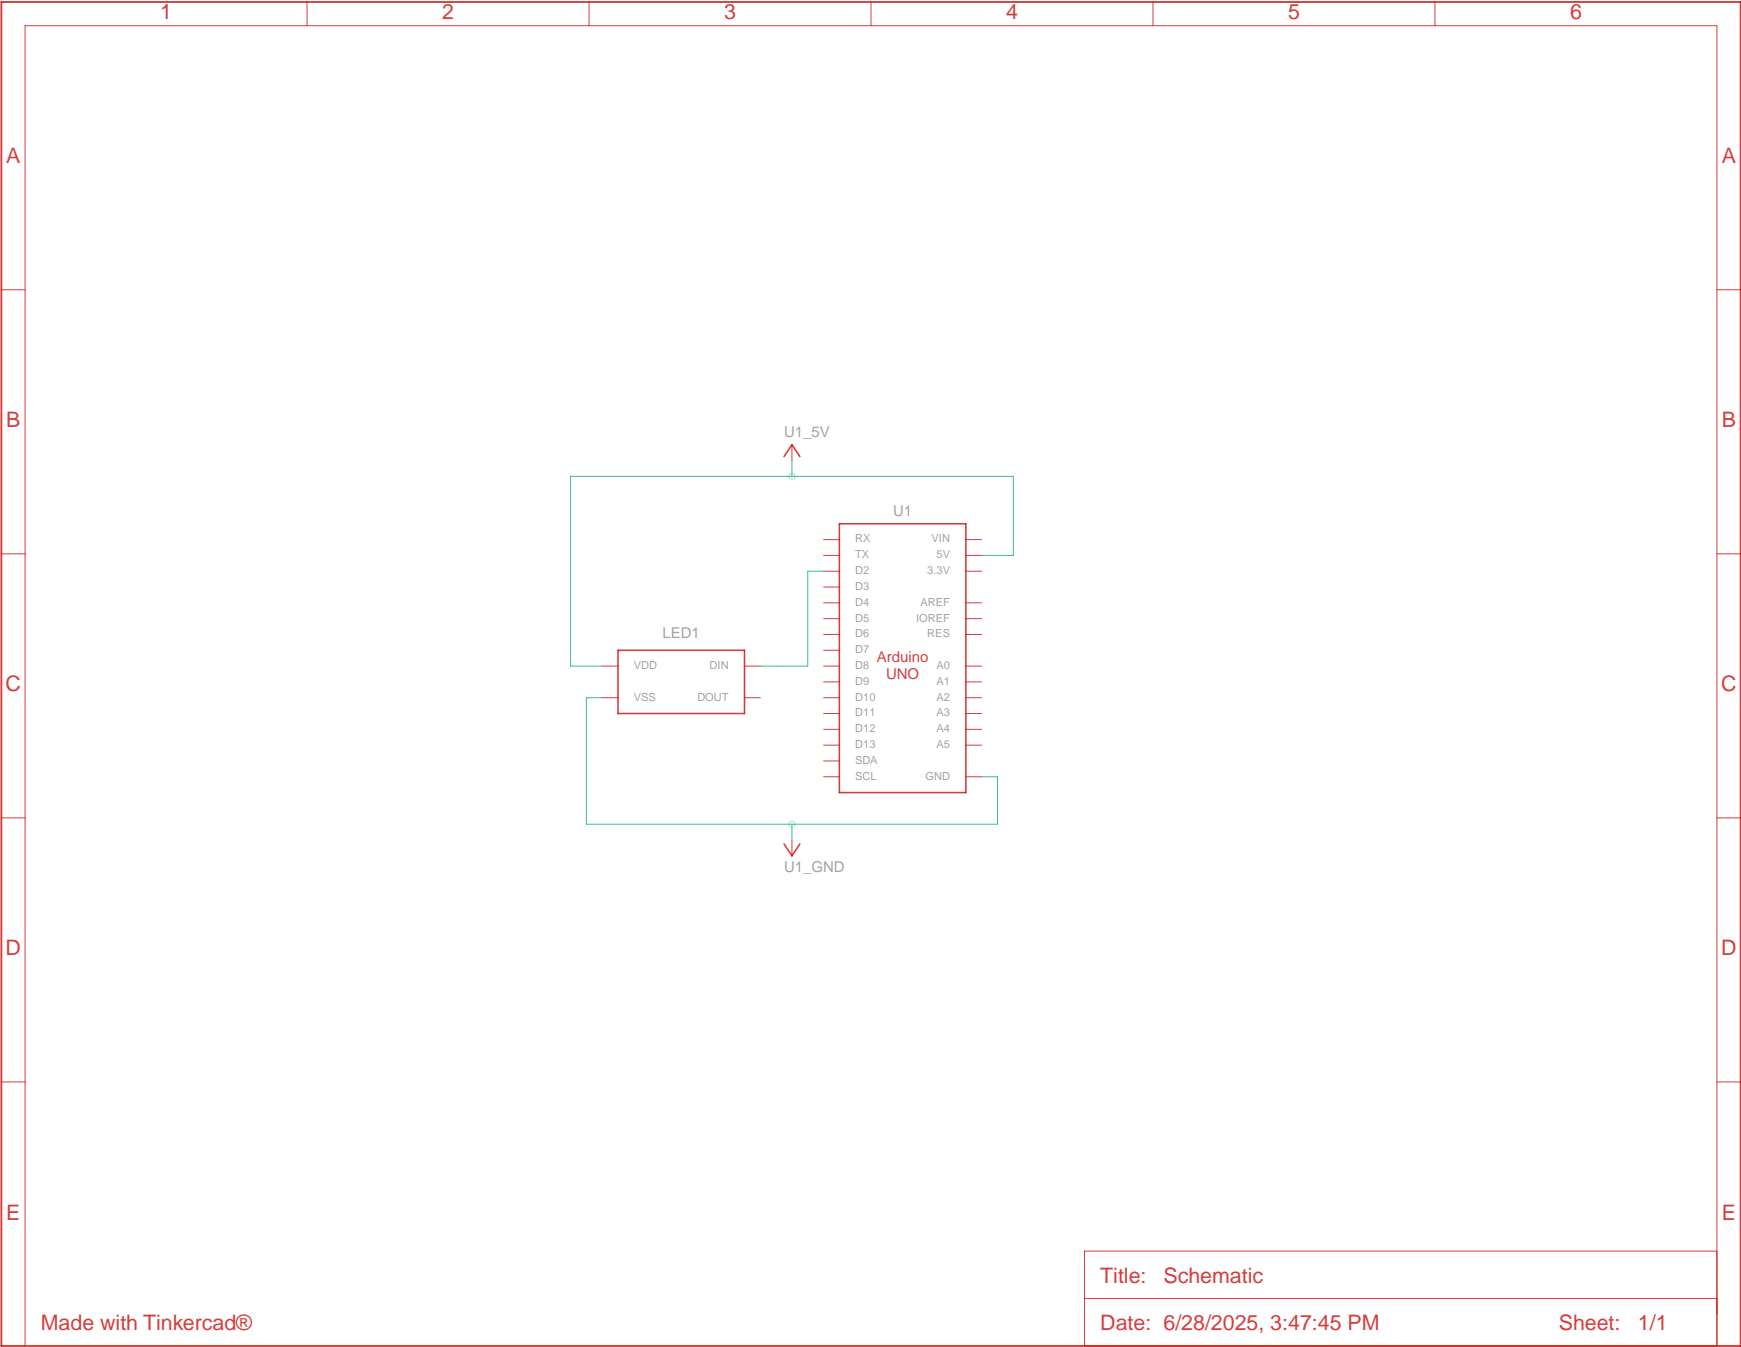 1 2 3 4 5 6
A A
B B
U1_5V
U1
RX VIN
TX 5V
D2 3.3V
D3
D4 AREF
D5 IOREF
D6 RES
LED1
D7
Arduino
VDD DIN D8 A0
UNO
D9 A1
C C
VSS DOUT D10 A2
D11 A3
D12 A4
D13 A5
SDA
SCL GND
U1_GND
D D
E E
Title: Schematic
Made with Tinkercad®
Date: 6/28/2025, 3:47:45 PM Sheet: 1/1